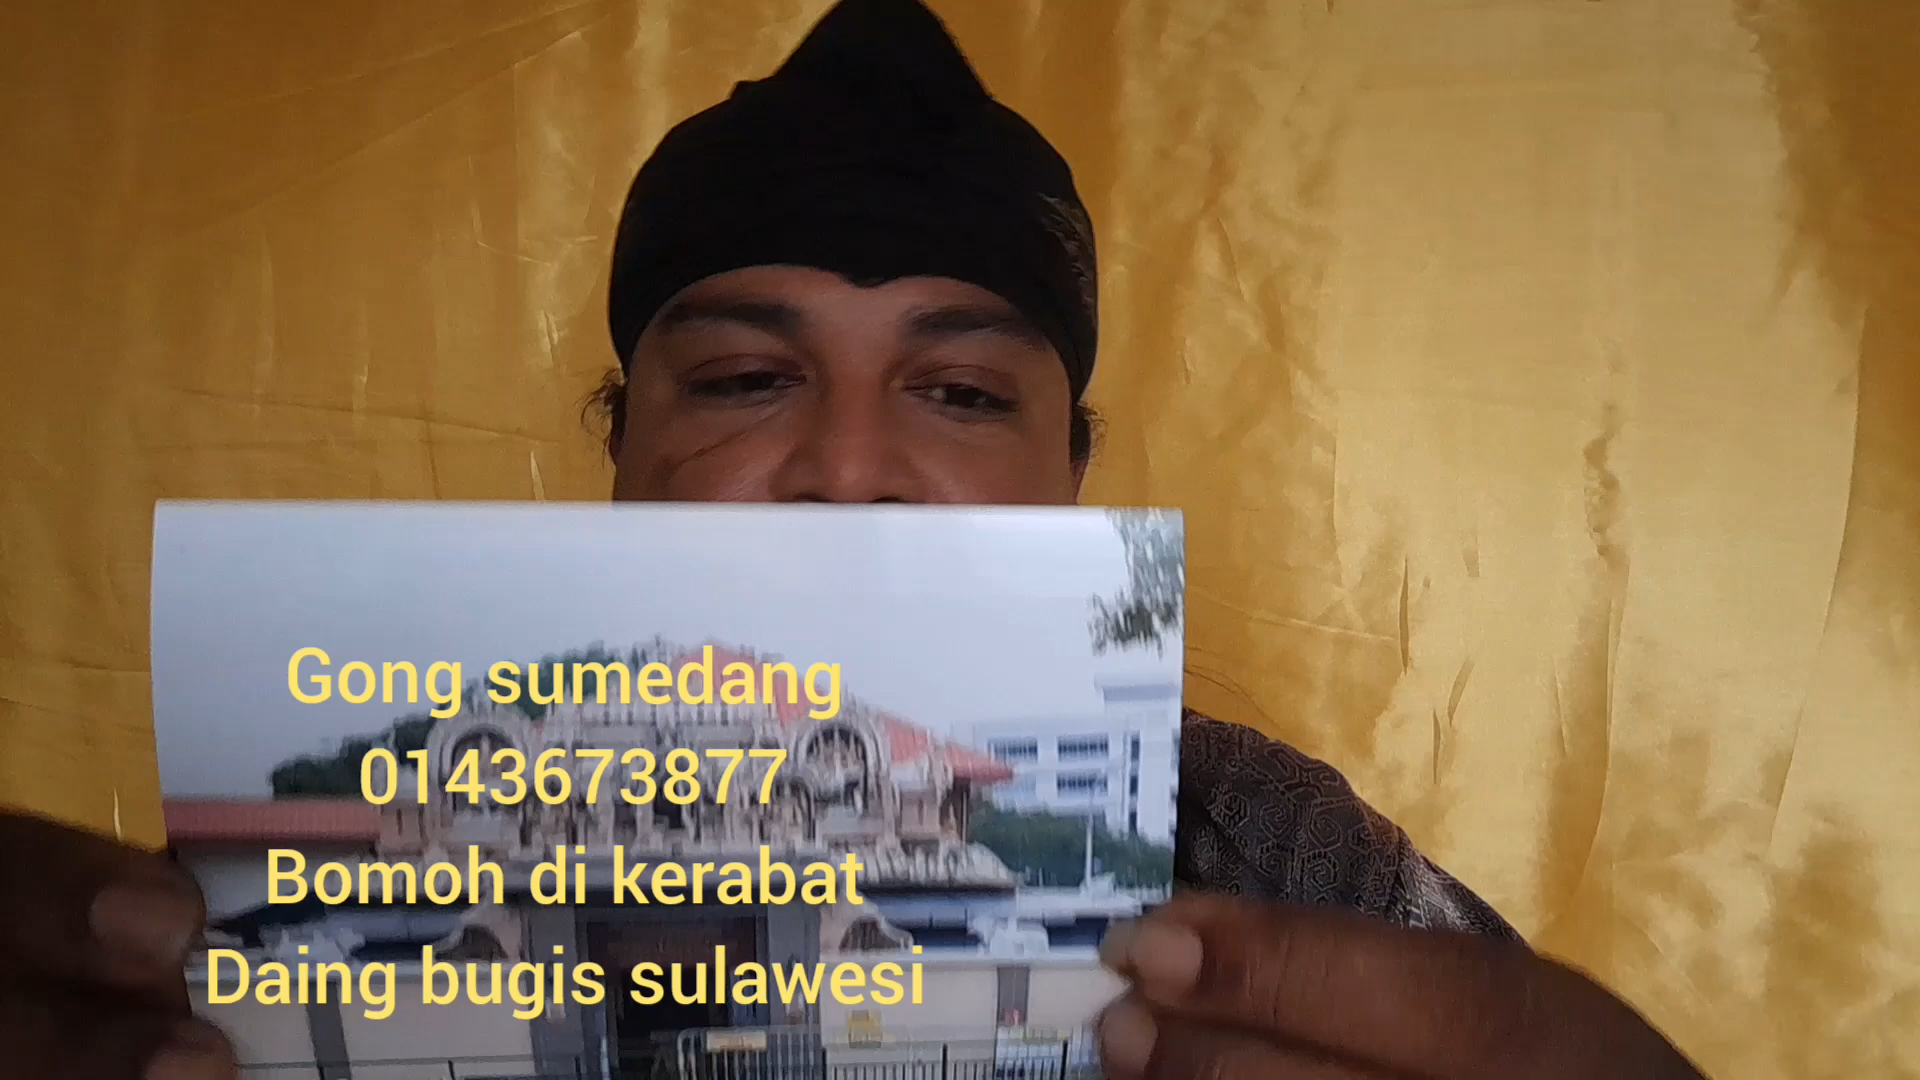 Gong sumedang
0143673877
Bomoh di kerabat
Daing bugis sulawesi